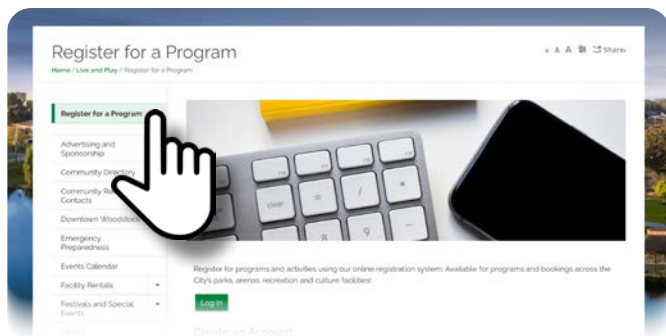 Register for a Program
Home / Live and Play / Register for a Program
A A A
Share
Register for a Program
Advertising and
Sponsorship
Community Directory
Community
Contacts
Downtown Woodstock
Emergency
Preparedness
Events Calendar
Facility Rentals
Festivals and Special
Events
clear
=
/
*
8
9
-
Register for programs and activities using our online registration system. Available for programs and bookings across the
City's parks, arenas, recreation and culture facilities!
Log In
Create an Account